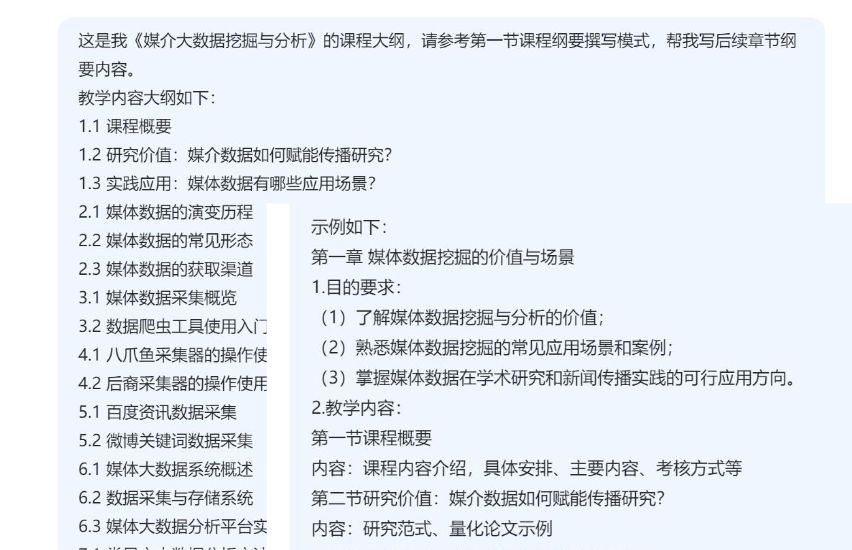 这是我《媒介大数据挖掘与分析》的课程大纲，请参考第一节课程纲要撰写模式，帮我写后续章节纲
要内容。
教学内容大纲如下：
1.1 课程概要
1.2 研究价值：媒介数据如何赋能传播研究？
1.3 实践应用：媒体数据有哪些应用场景？
2.1 媒体数据的演变历程
2.2 媒体数据的常见形态
2.3 媒体数据的获取渠道
3.1 媒体数据采集概览
3.2 数据爬虫工具使用入门
4.1 八爪鱼采集器的操作使
4.2 后裔采集器的操作使用
5.1 百度资讯数据采集
5.2 微博关键词数据采集
6.1 媒体大数据系统概述
6.2 数据采集与存储系统
6.3 媒体大数据分析平台实
示例如下：
第一章 媒体数据挖掘的价值与场景
1.目的要求：
（1）了解媒体数据挖掘与分析的价值；
（2）熟悉媒体数据挖掘的常见应用场景和案例；
（3）掌握媒体数据在学术研究和新闻传播实践的可行应用方向。
2.教学内容：
第一节课程概要
内容：课程内容介绍，具体安排、主要内容、考核方式等
第二节研究价值：媒介数据如何赋能传播研究？
内容：研究范式、量化论文示例